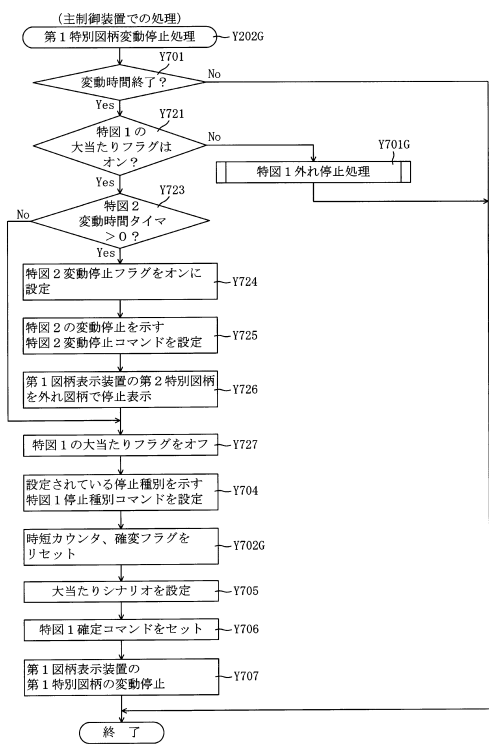 (主制御装置での処理)
第1特別図柄変動停止処理
Y202G
Y701
変動時間終了?
No
Yes
Y721
特図1の
大当たりフラグは
オン?
No
Y701G
特図1外れ停止処理
Yes
Y723
特図2
変動時間タイマ
>0?
No
Yes
特図2変動停止フラグをオンに
設定
Y724
特図2の変動停止を示す
特図2変動停止コマンドを設定
Y725
第1図柄表示装置の第2特別図柄
を外れ図柄で停止表示
Y726
特図1の大当たりフラグをオフ
Y727
設定されている停止種別を示す
特図1停止種別コマンドを設定
Y704
時短カウンタ、確変フラグを
リセット
Y702G
大当たりシナリオを設定
Y705
特図1確定コマンドをセット
Y706
第1図柄表示装置の
第1特別図柄の変動停止
Y707
終 了